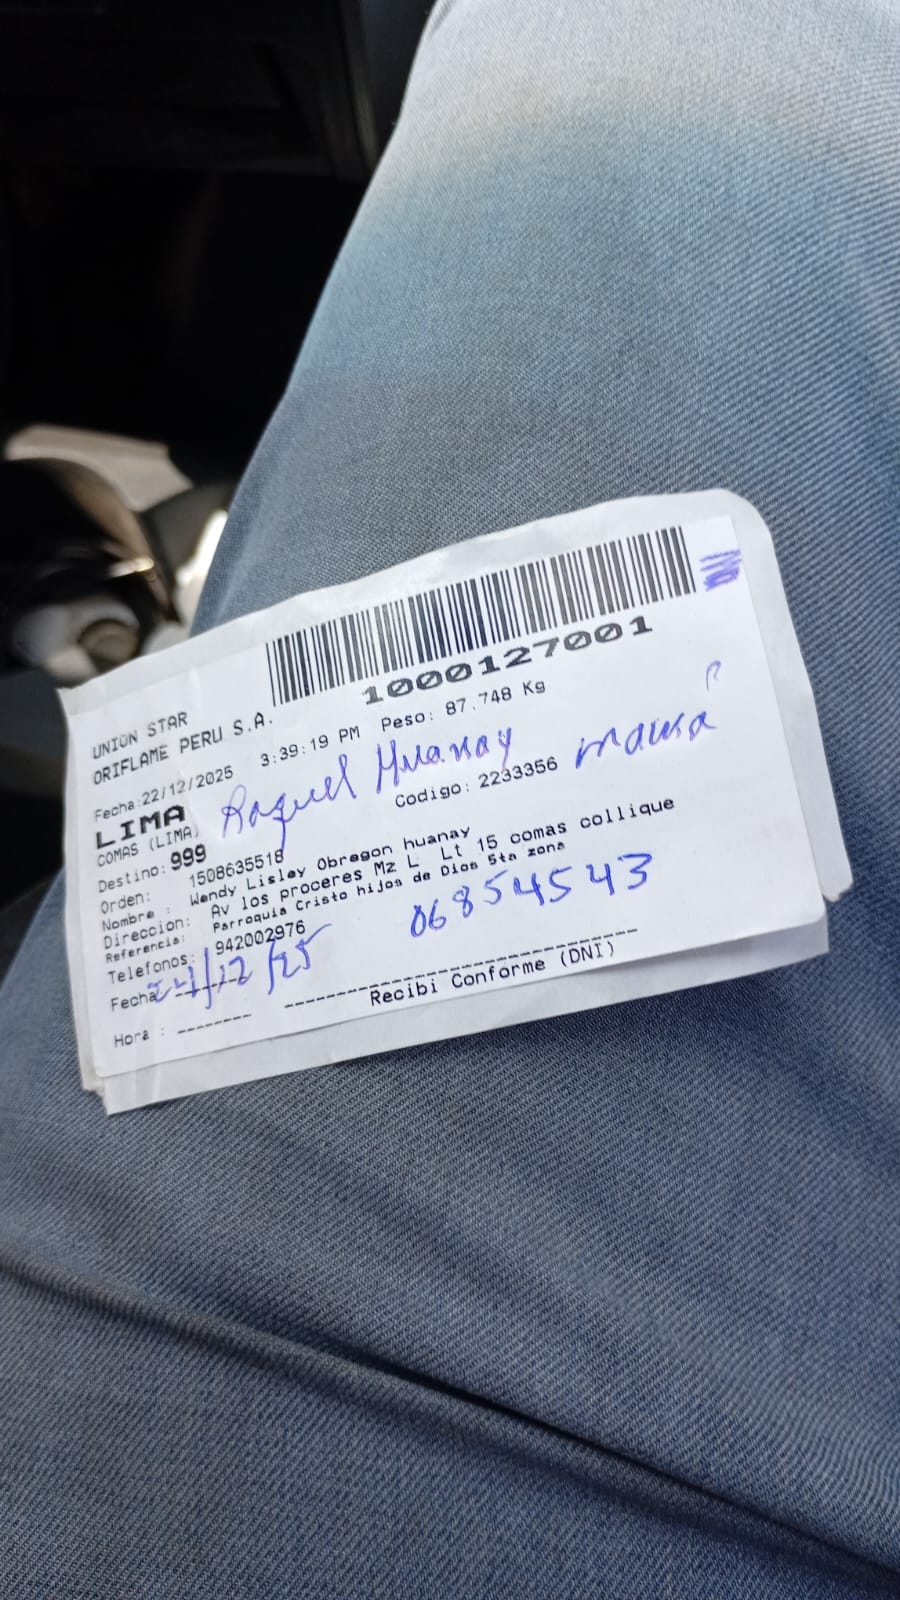 1000127001
UNION STAR
ORIFLAME PERU S.A.
Fecha:22/12/2025 3:39:19 PM Peso: 87.748 Kg
LIMA Raquel Huanay
COMAS (LIMA) Codigo: 2233356 mamá
Destino: 999
Orden: 1508635518
Nombre : Wendy Lisley Obregon huanay
Direccion: Av los proceres Mz L Lt 15 comas collique
Referencia: Parroquia Cristo hijos de Dios 5ta zona
Telefonos: 942002976 06854543
Fecha 24/12/25
Recibi Conforme (DNI)
Hora :